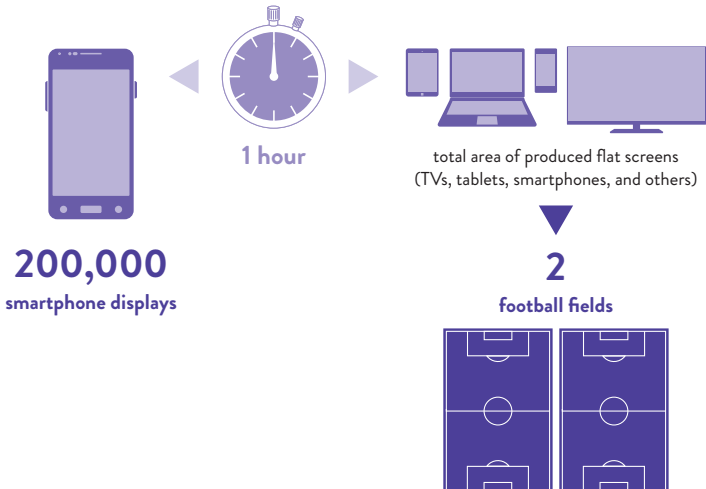 1 hour
200,000
smartphone displays
total area of produced flat screens
(TVs, tablets, smartphones, and others)
2
football fields